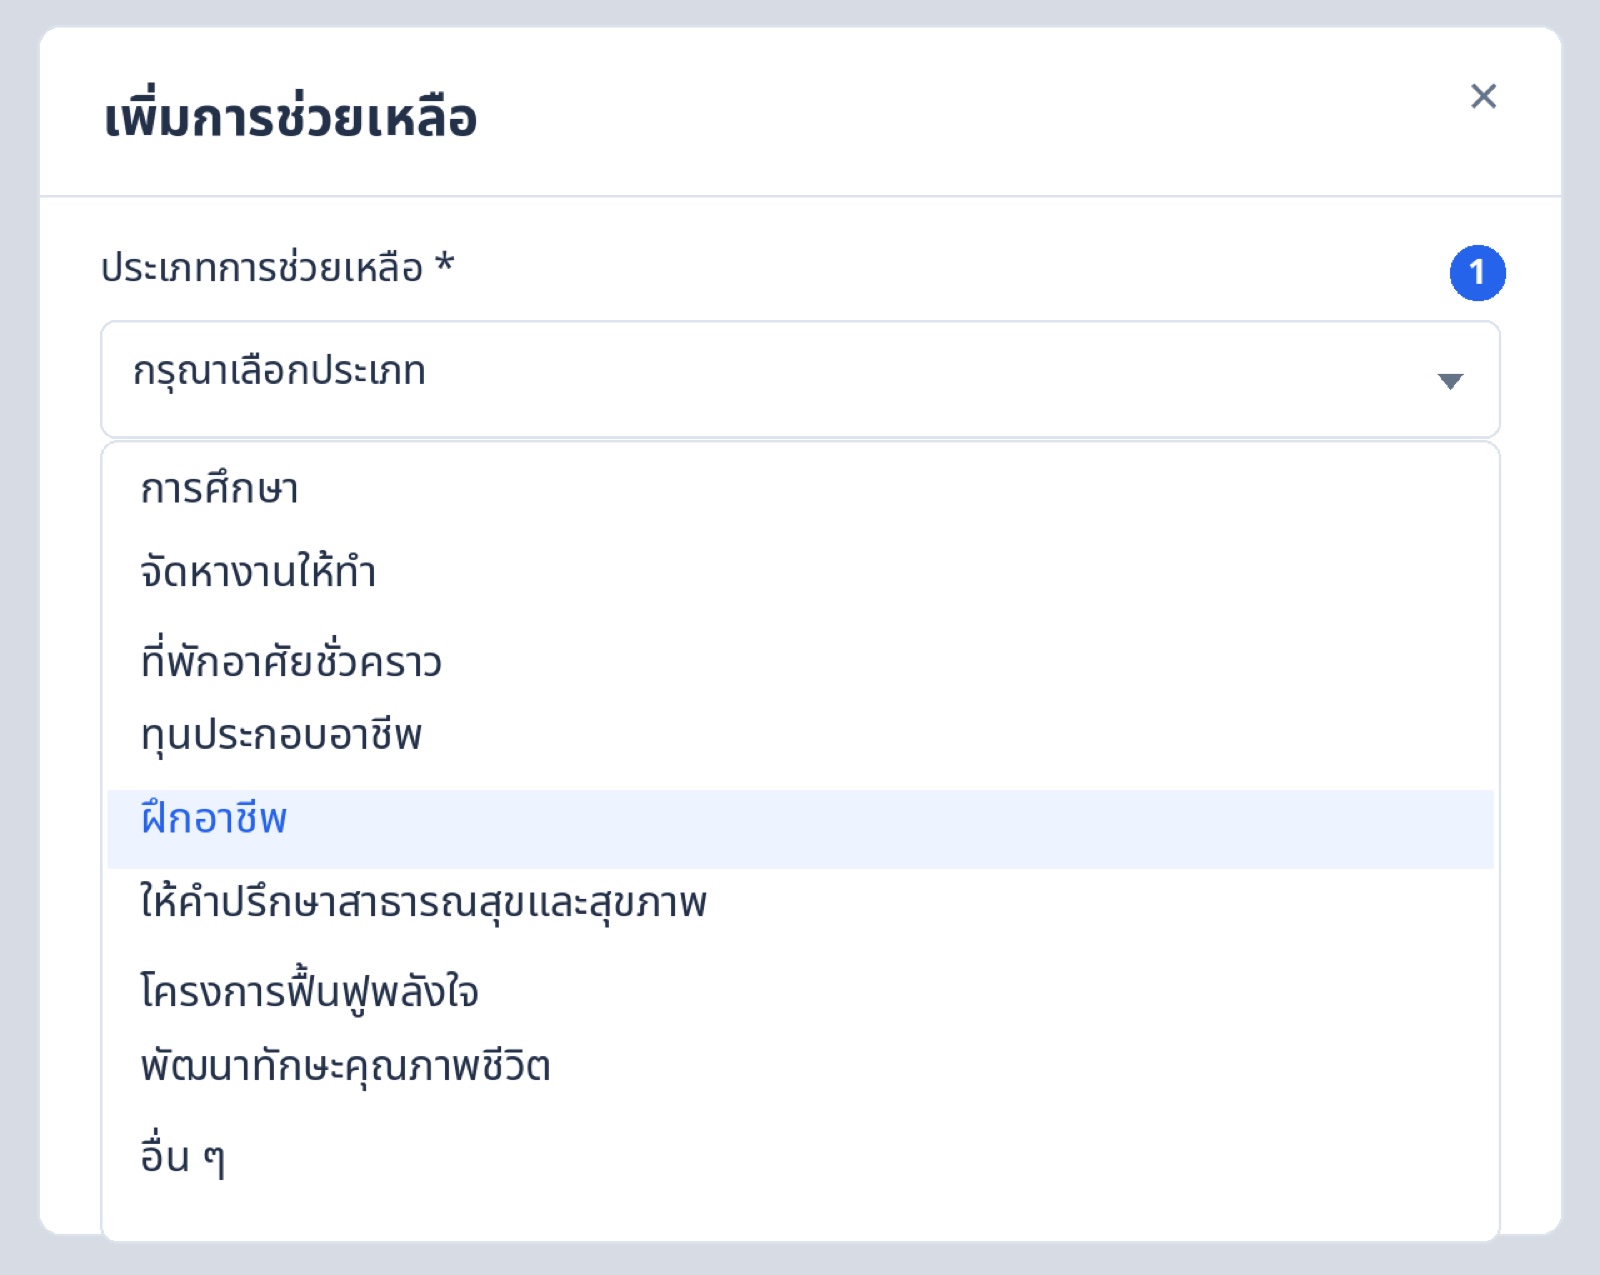 เพิ่มการช่วยเหลือ
×
ประเภทการช่วยเหลือ *
1
กรุณาเลือกประเภท
การศึกษา
จัดหางานให้ทำ
ที่พักอาศัยชั่วคราว
ทุนประกอบอาชีพ
ฝึกอาชีพ
ให้คำปรึกษาสาธารณสุขและสุขภาพ
โครงการฟื้นฟูพลังใจ
พัฒนาทักษะคุณภาพชีวิต
อื่น ๆ